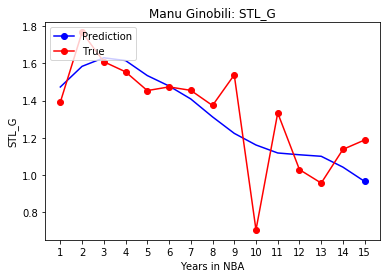 Manu Ginobili: STL_G
Prediction
True
1.8
1.6
1.4
1.2
1.0
0.8
STL_G
1 2 3 4 5 6 7 8 9 10 11 12 13 14 15
Years in NBA